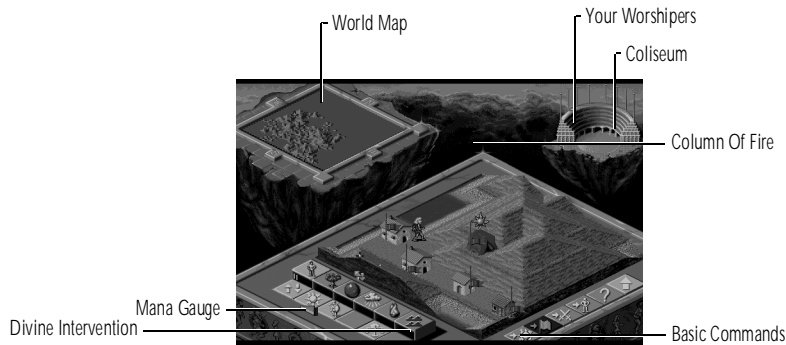 Your Worshipers
World Map
Coliseum
Column Of Fire
Mana Gauge
Divine Intervention
Basic Commands
?